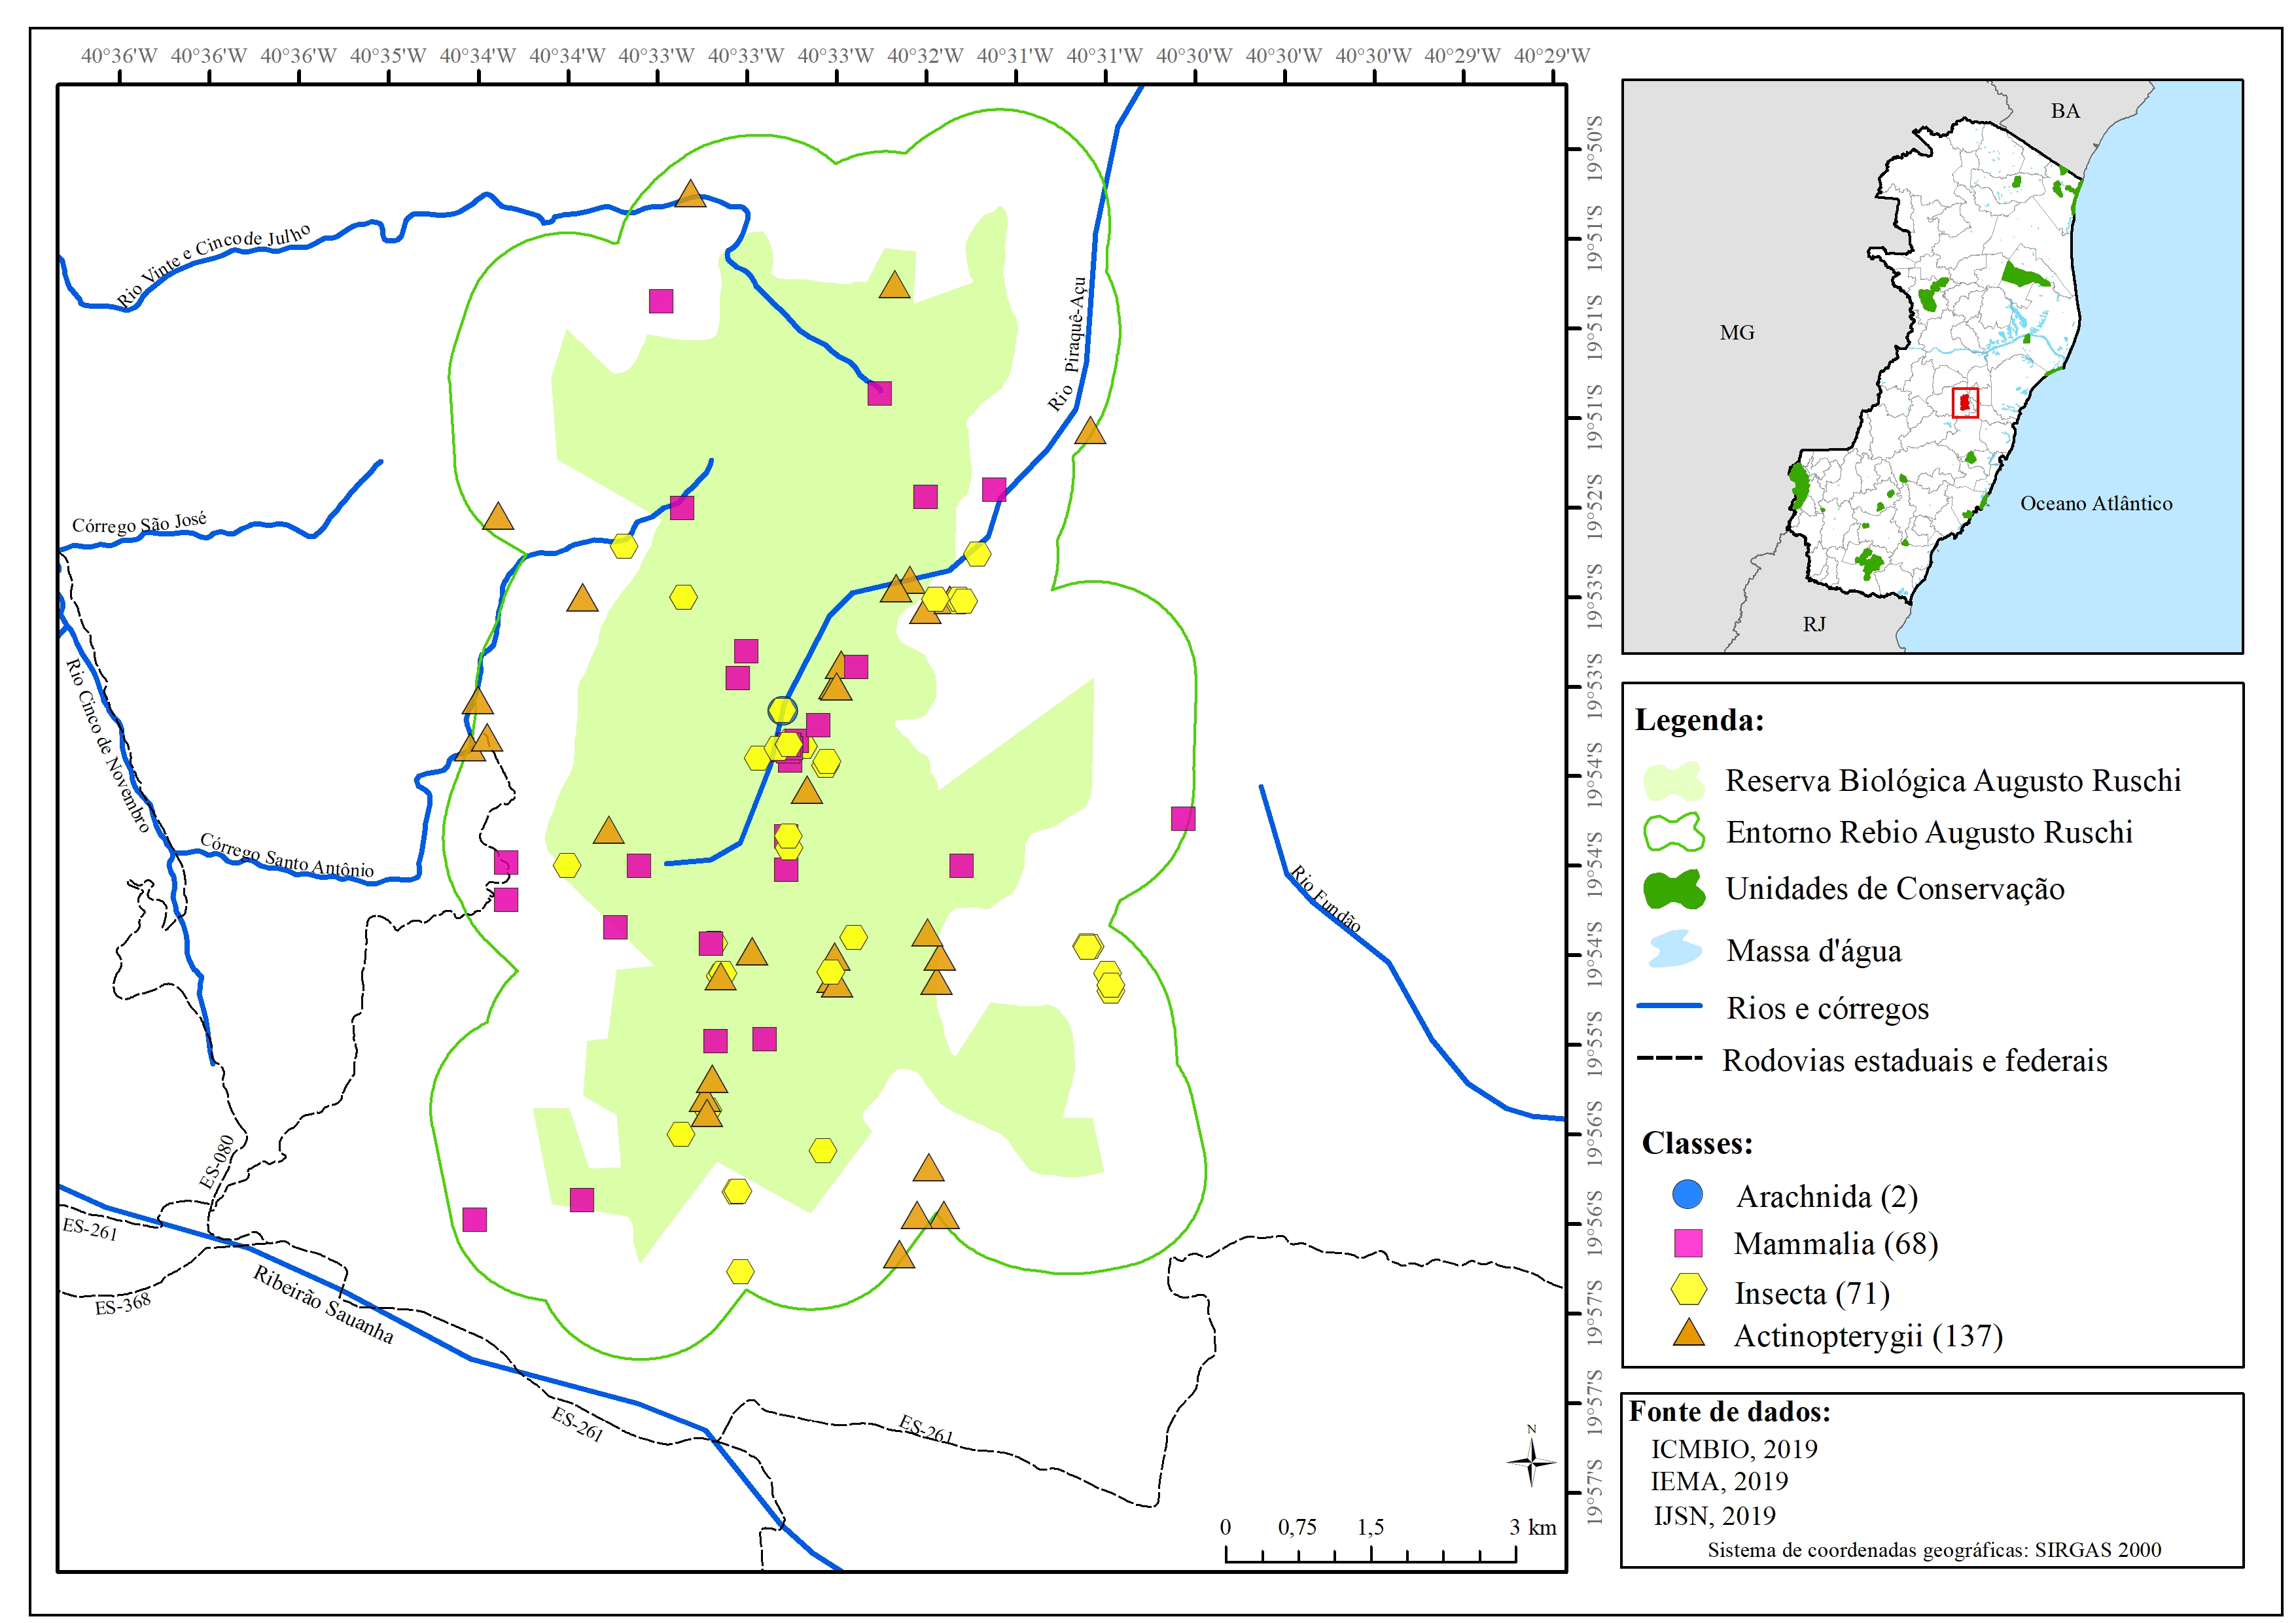 40°36'W 40°36'W 40°36'W 40°35'W 40°34'W 40°34'W 40°33'W 40°33'W 40°33'W 40°32'W 40°31'W 40°31'W 40°30'W 40°30'W 40°30'W 40°29'W 40°29'W
19°50'S
19°51'S
19°51'S
19°51'S
19°52'S
19°53'S
19°53'S
19°54'S
19°54'S
19°54'S
19°55'S
19°56'S
19°56'S
19°57'S
19°57'S
19°57'S
Rio Vinte e Cinco de Julho
Rio Piraquê-Açu
Córrego São José
Rio Cinco de Novembro
Córrego Santo Antônio
Rio Fundão
ES-080
ES-261
ES-368
Ribeirão Sauanha
ES-261
ES-261
N
0 0,75 1,5 3 km
BA
MG
Oceano Atlântico
RJ
Legenda:
Reserva Biológica Augusto Ruschi
Entorno Rebio Augusto Ruschi
Unidades de Conservação
Massa d'água
Rios e córregos
Rodovias estaduais e federais
Classes:
Arachnida (2)
Mammalia (68)
Insecta (71)
Actinopterygii (137)
Fonte de dados:
ICMBIO, 2019
IEMA, 2019
IJSN, 2019
Sistema de coordenadas geográficas: SIRGAS 2000